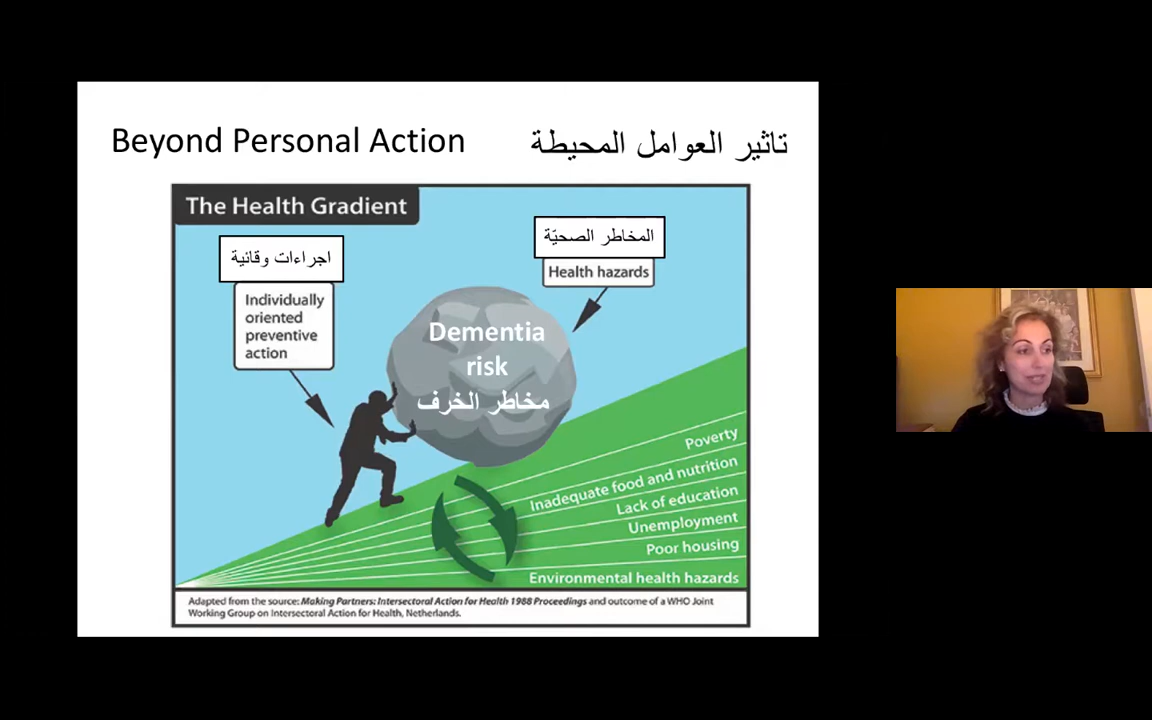 Beyond Personal Action
تاثير العوامل المحيطة
The Health Gradient
اجراءات وقائية
Individually
oriented
preventive
action
المخاطر الصحيّة
Health hazards
Dementia
risk
مخاطر الخرف
Poverty
Inadequate food and nutrition
Lack of education
Unemployment
Poor housing
Environmental health hazards
Adapted from the source: Making Partners: Intersectoral Action for Health 1988 Proceedings and outcome of a WHO Joint
Working Group on Intersectoral Action for Health, Netherlands.